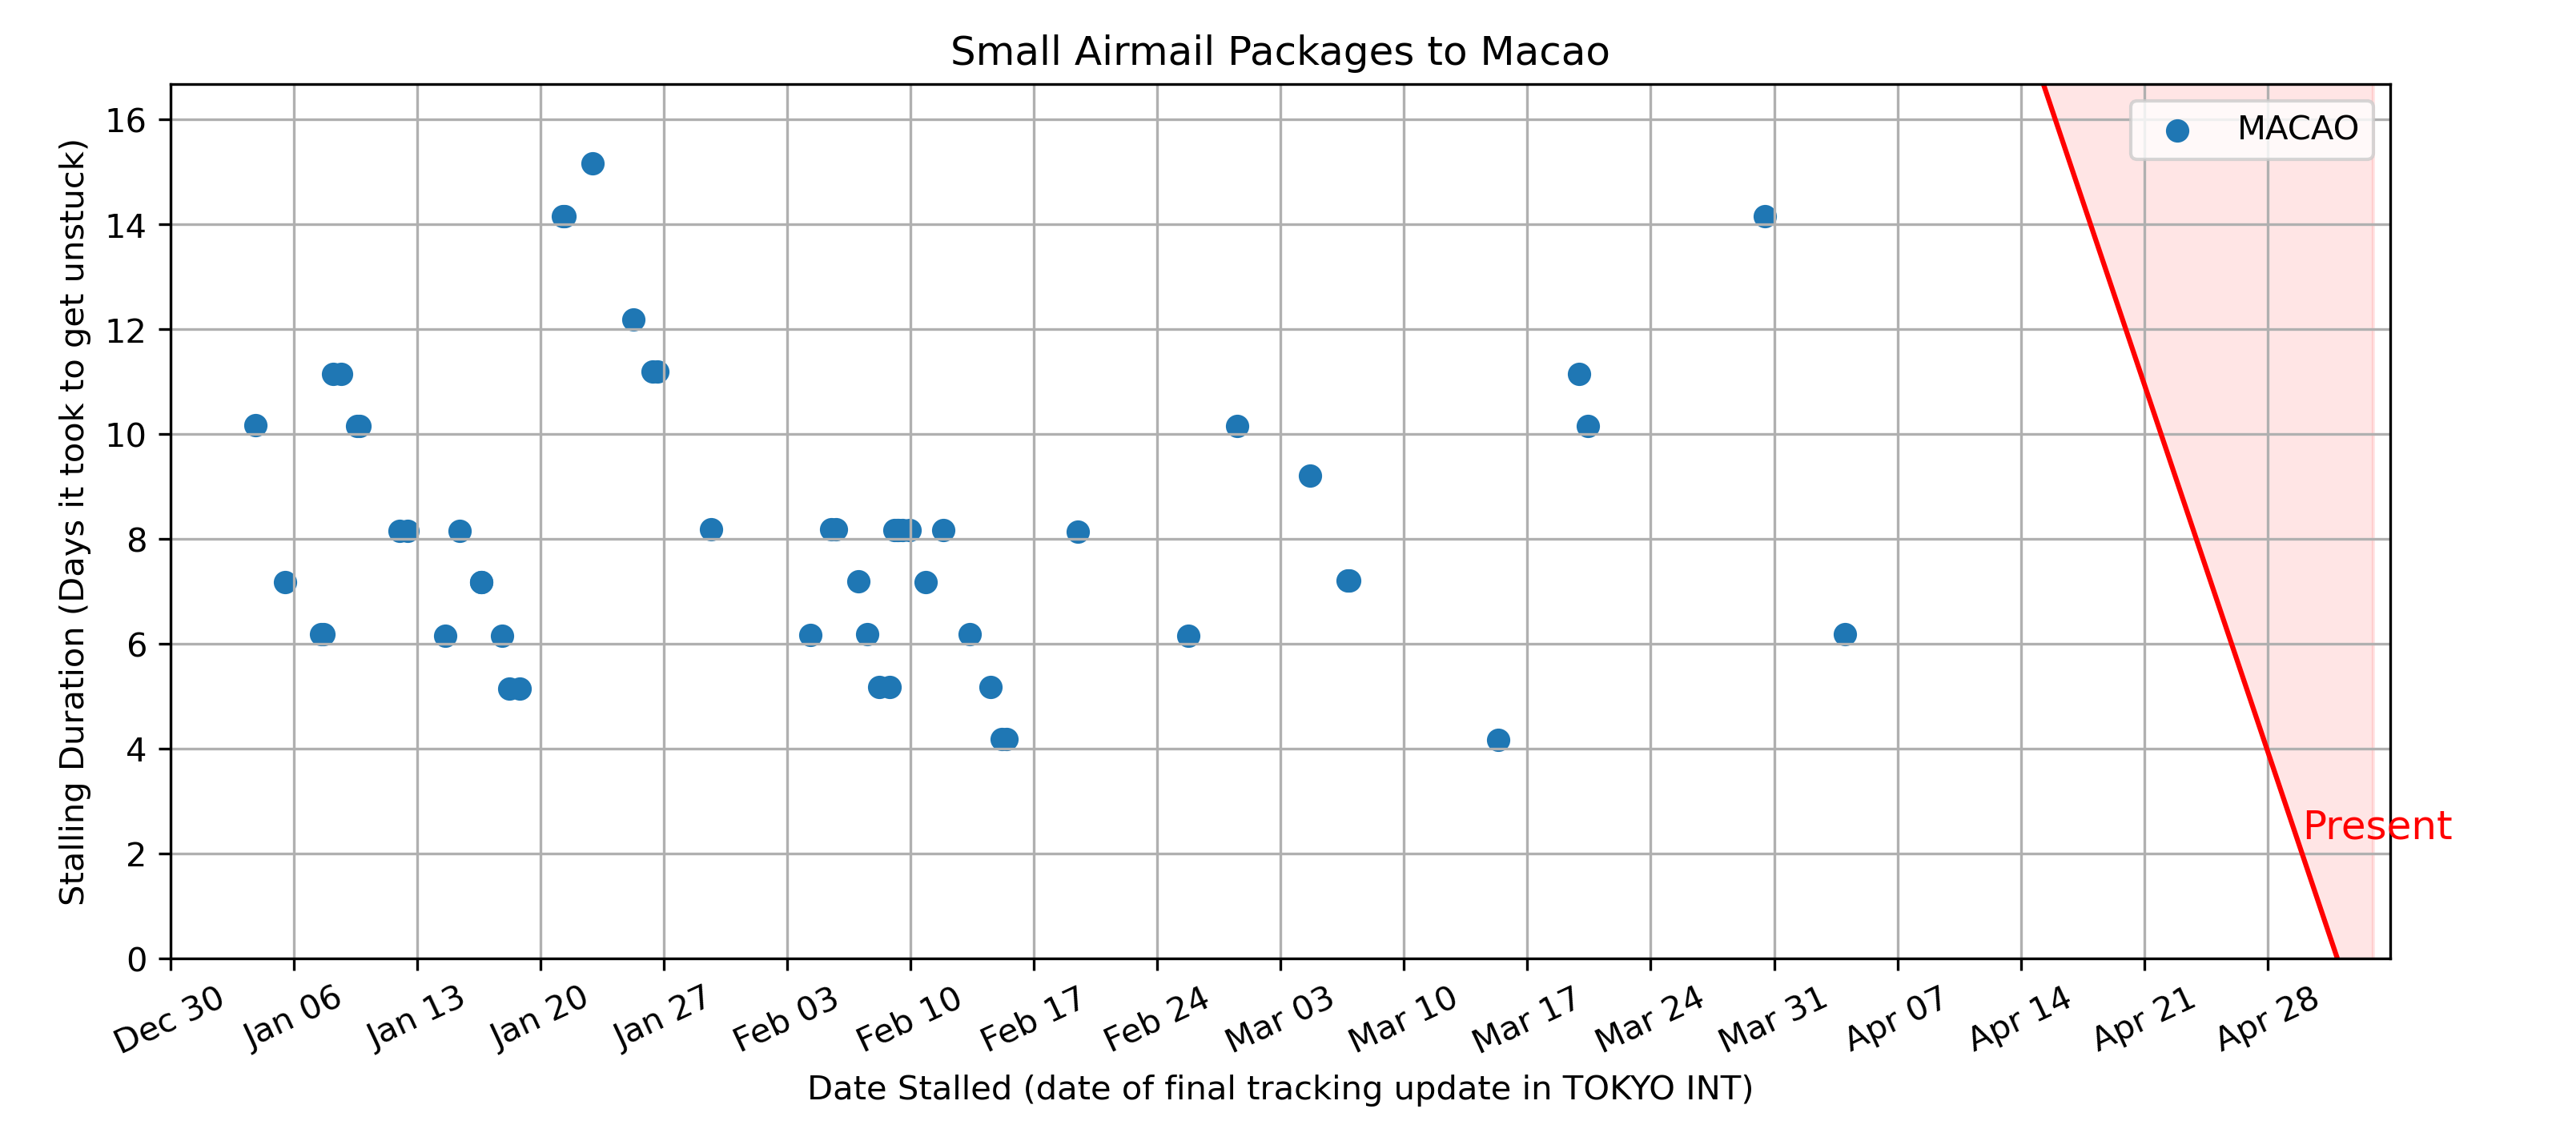 Small Airmail Packages to Macao
MACAO
Stalling Duration (Days it took to get unstuck)
16
14
12
10
8
6
4
2
0
Present
Dec 30 Jan 06 Jan 13 Jan 20 Jan 27 Feb 03 Feb 10 Feb 17 Feb 24 Mar 03 Mar 10 Mar 17 Mar 24 Mar 31 Apr 07 Apr 14 Apr 21 Apr 28
Date Stalled (date of final tracking update in TOKYO INT)